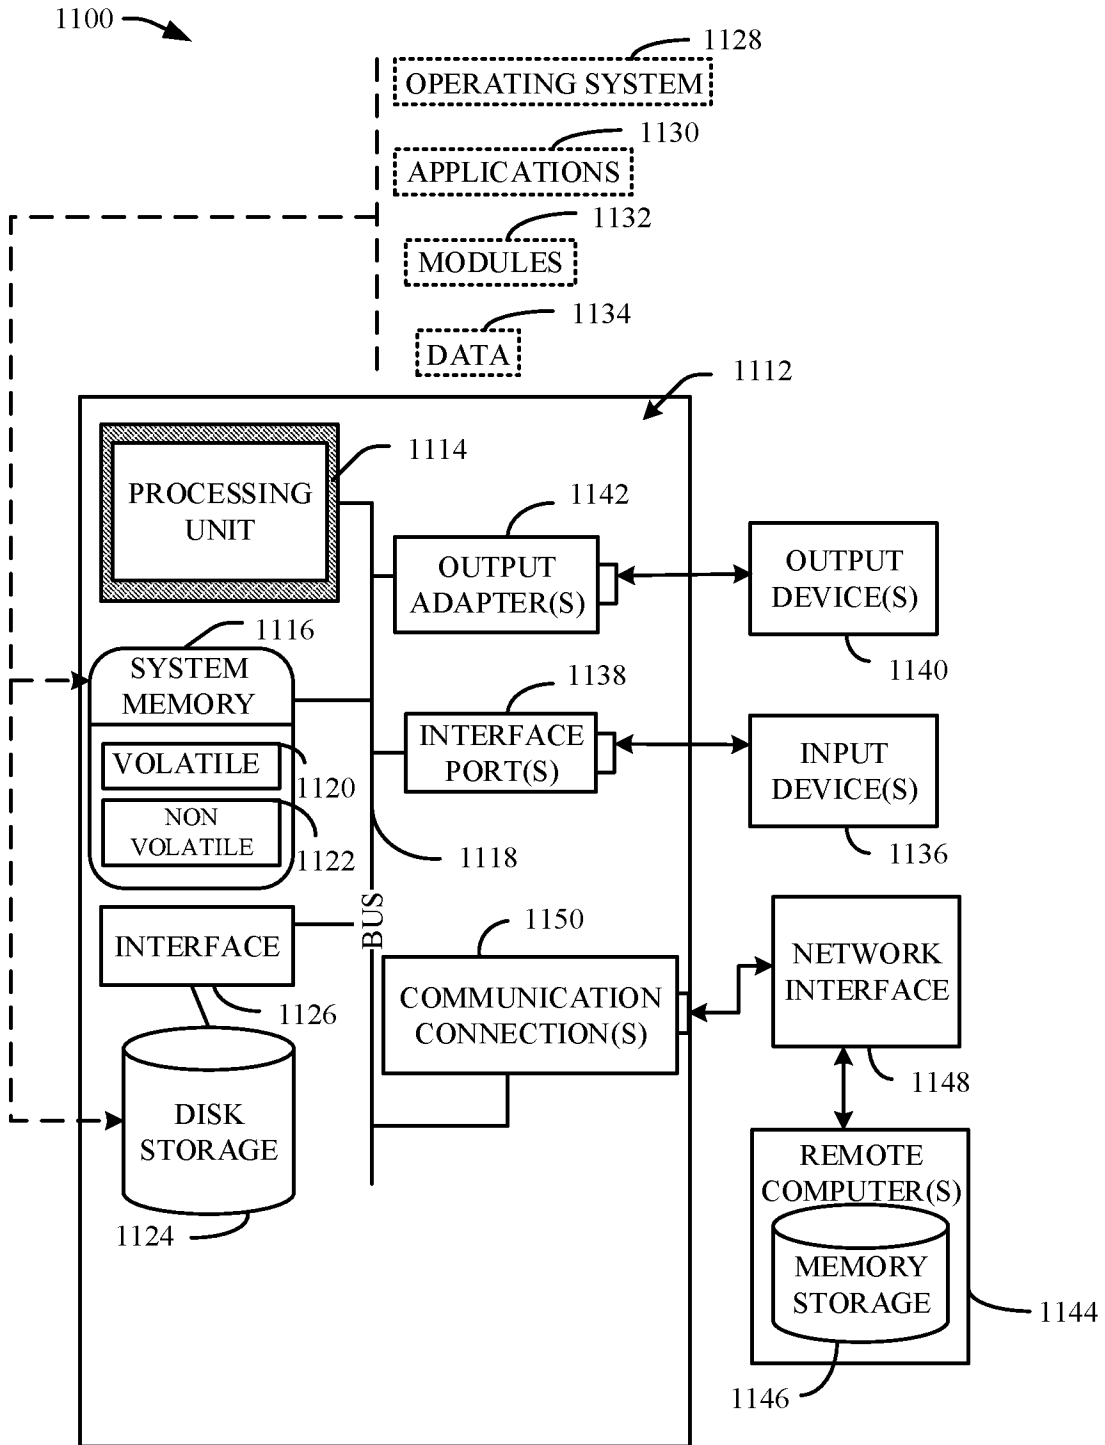 1100
1128
OPERATING SYSTEM
1130
APPLICATIONS
1132
MODULES
1134
DATA
1112
1114
PROCESSING
UNIT
1142
OUTPUT
ADAPTER(S)
OUTPUT
DEVICE(S)
1140
1116
SYSTEM
MEMORY
1138
INTERFACE
PORT(S)
INPUT
DEVICE(S)
1136
VOLATILE
1120
NON
VOLATILE
1122
1118
BUS
INTERFACE
1126
1150
COMMUNICATION
CONNECTION(S)
NETWORK
INTERFACE
1148
DISK
STORAGE
1124
REMOTE
COMPUTER(S)
MEMORY
STORAGE
1144
1146